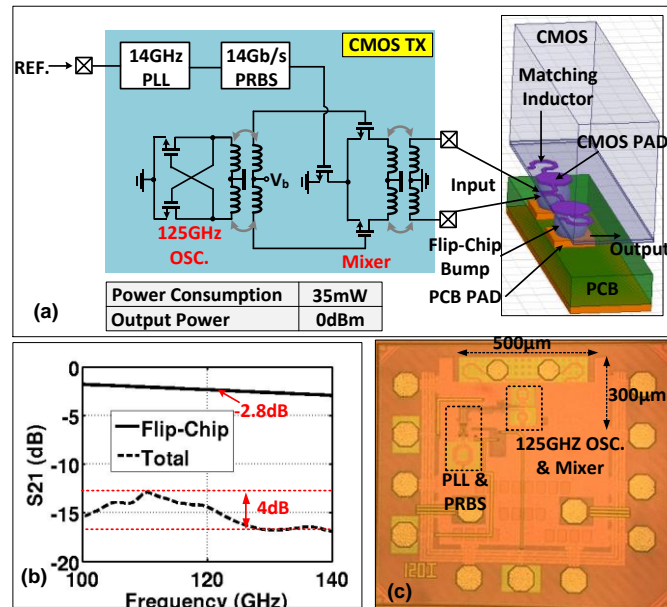 CMOS TX
REF.
14GHz
PLL
14Gb/s
PRBS
Vb
125GHz
OSC.
Mixer
Power Consumption 35mW
Output Power 0dBm
(a)
CMOS
Matching
Inductor
CMOS PAD
Input
Output
Flip-Chip
Bump
PCB PAD
PCB
0
-5
-10
-15
-20
S21 (dB)
-2.8dB
Flip-Chip
Total
4dB
100
120
140
Frequency (GHz)
(b)
500μm
300μm
125GHZ OSC.
& Mixer
PLL &
PRBS
120I
(c)